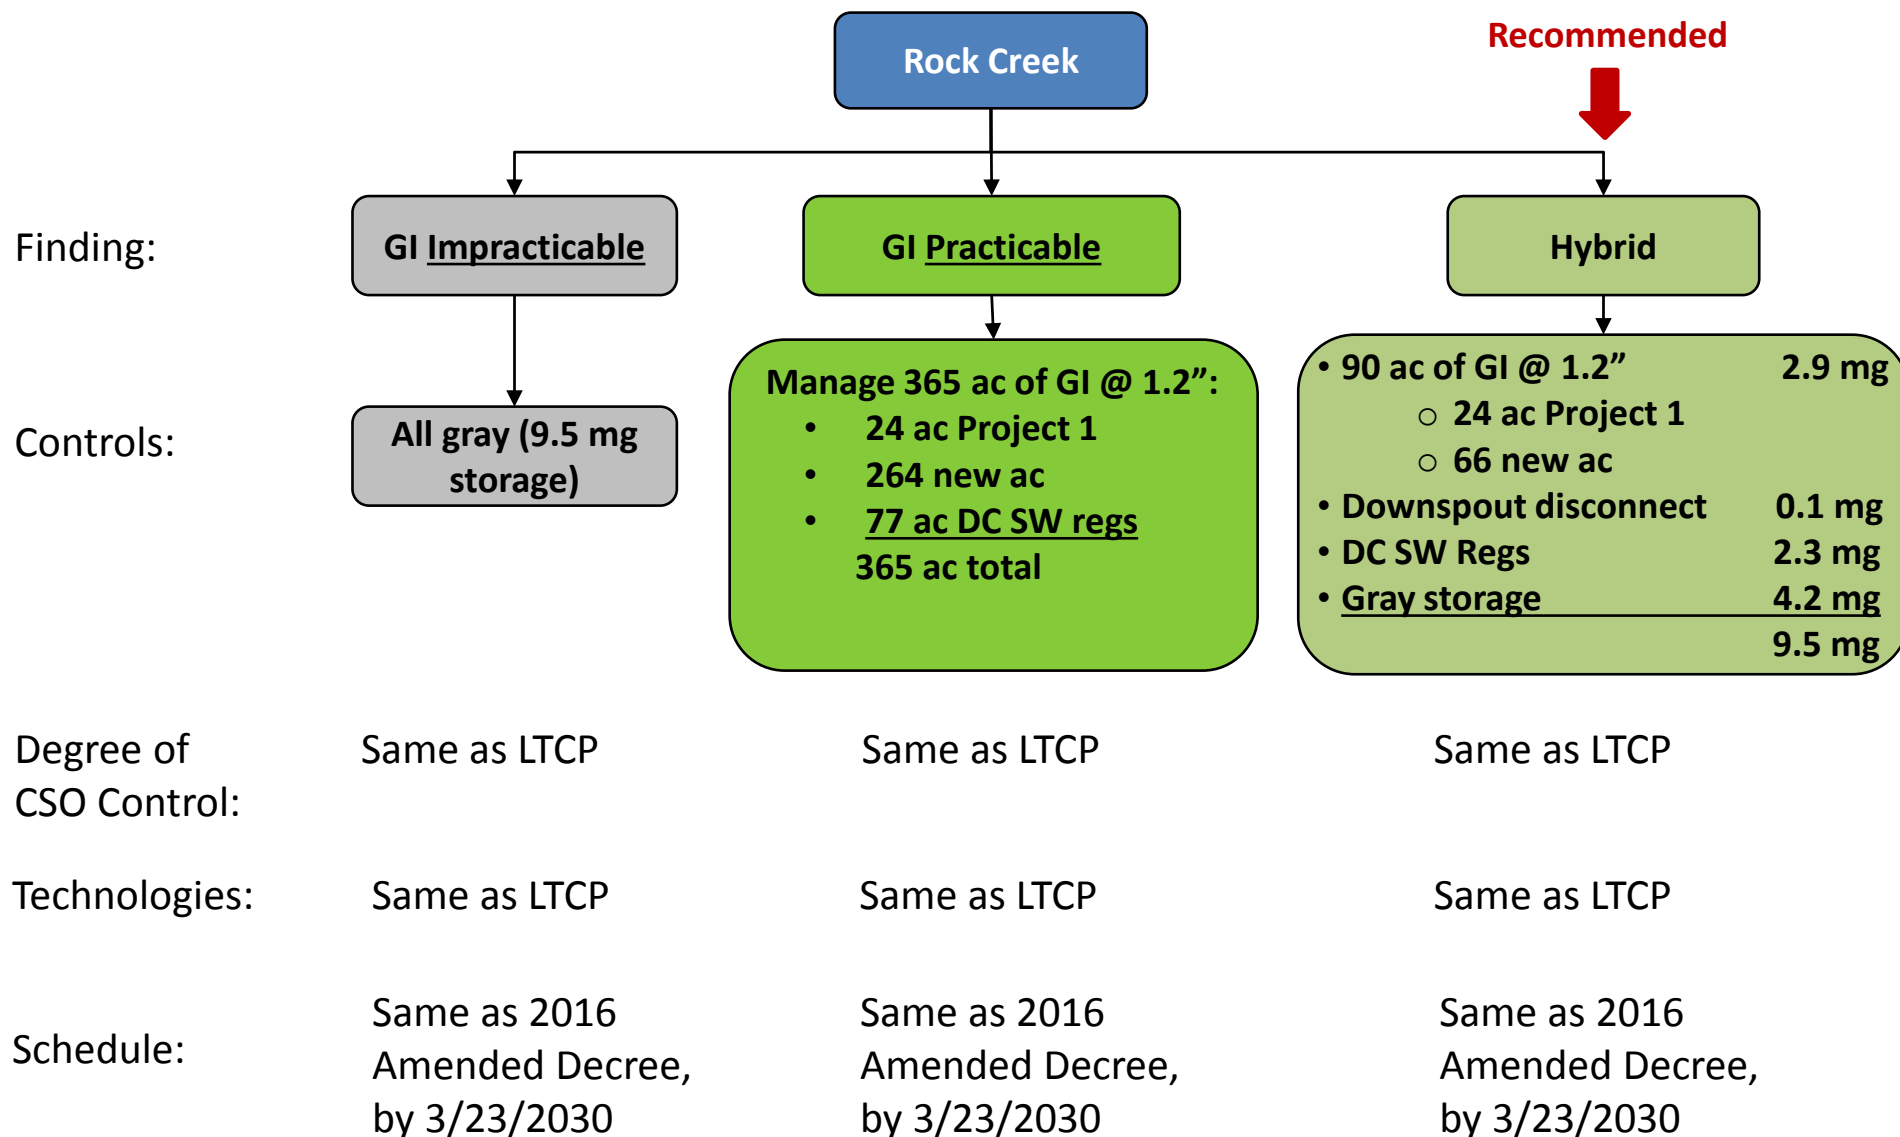 Rock Creek
Recommended
Finding:
GI Impracticable
GI Practicable
Hybrid
Controls:
All gray (9.5 mg
storage)
Manage 365 ac of GI @ 1.2”:
• 24 ac Project 1
• 264 new ac
• 77 ac DC SW regs
365 ac total
• 90 ac of GI @ 1.2” 2.9 mg
o 24 ac Project 1
o 66 new ac
• Downspout disconnect 0.1 mg
• DC SW Regs 2.3 mg
• Gray storage 4.2 mg
9.5 mg
Degree of
CSO Control:
Same as LTCP
Same as LTCP
Same as LTCP
Technologies:
Same as LTCP
Same as LTCP
Same as LTCP
Schedule:
Same as 2016
Amended Decree,
by 3/23/2030
Same as 2016
Amended Decree,
by 3/23/2030
Same as 2016
Amended Decree,
by 3/23/2030